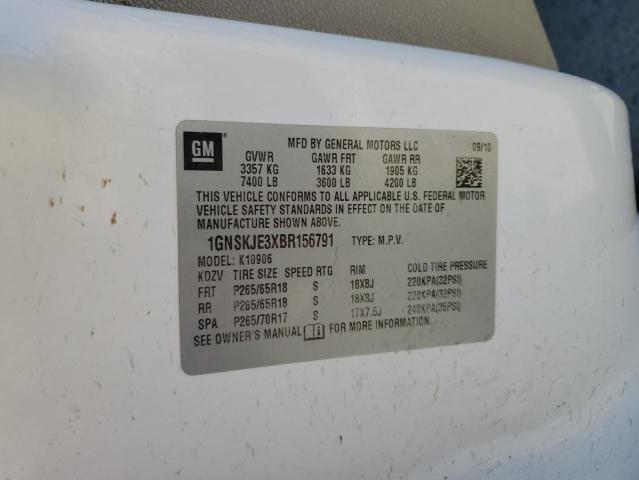 GM
MFD BY GENERAL MOTORS LLC 09/10
GVWR GAWR FRT GAWR RR
3357 KG 1633 KG 1905 KG
7400 LB 3600 LB 4200 LB
THIS VEHICLE CONFORMS TO ALL APPLICABLE U.S. FEDERAL MOTOR
VEHICLE SAFETY STANDARDS IN EFFECT ON THE DATE OF
MANUFACTURE SHOWN ABOVE.
1GNSKJE3XBR156791 TYPE: M.P.V.
MODEL: K10906
KDZV TIRE SIZE SPEED RTG RIM COLD TIRE PRESSURE
FRT P265/65R18 S 18X8J 220KPA(32PSI)
RR P265/65R18 S 18X8J 220KPA(32PSI)
SPA P265/70R17 S 17X7.5J 240KPA(35PSI)
SEE OWNER'S MANUAL FOR MORE INFORMATION.